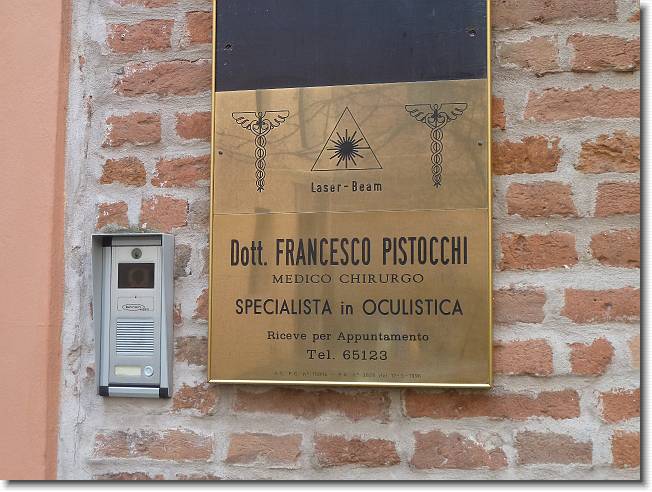 Laser-Beam
Dott. FRANCESCO PISTOCCHI
MEDICO CHIRURGO
SPECIALISTA in OCULISTICA
Riceve per Appuntamento
Tel. 65123